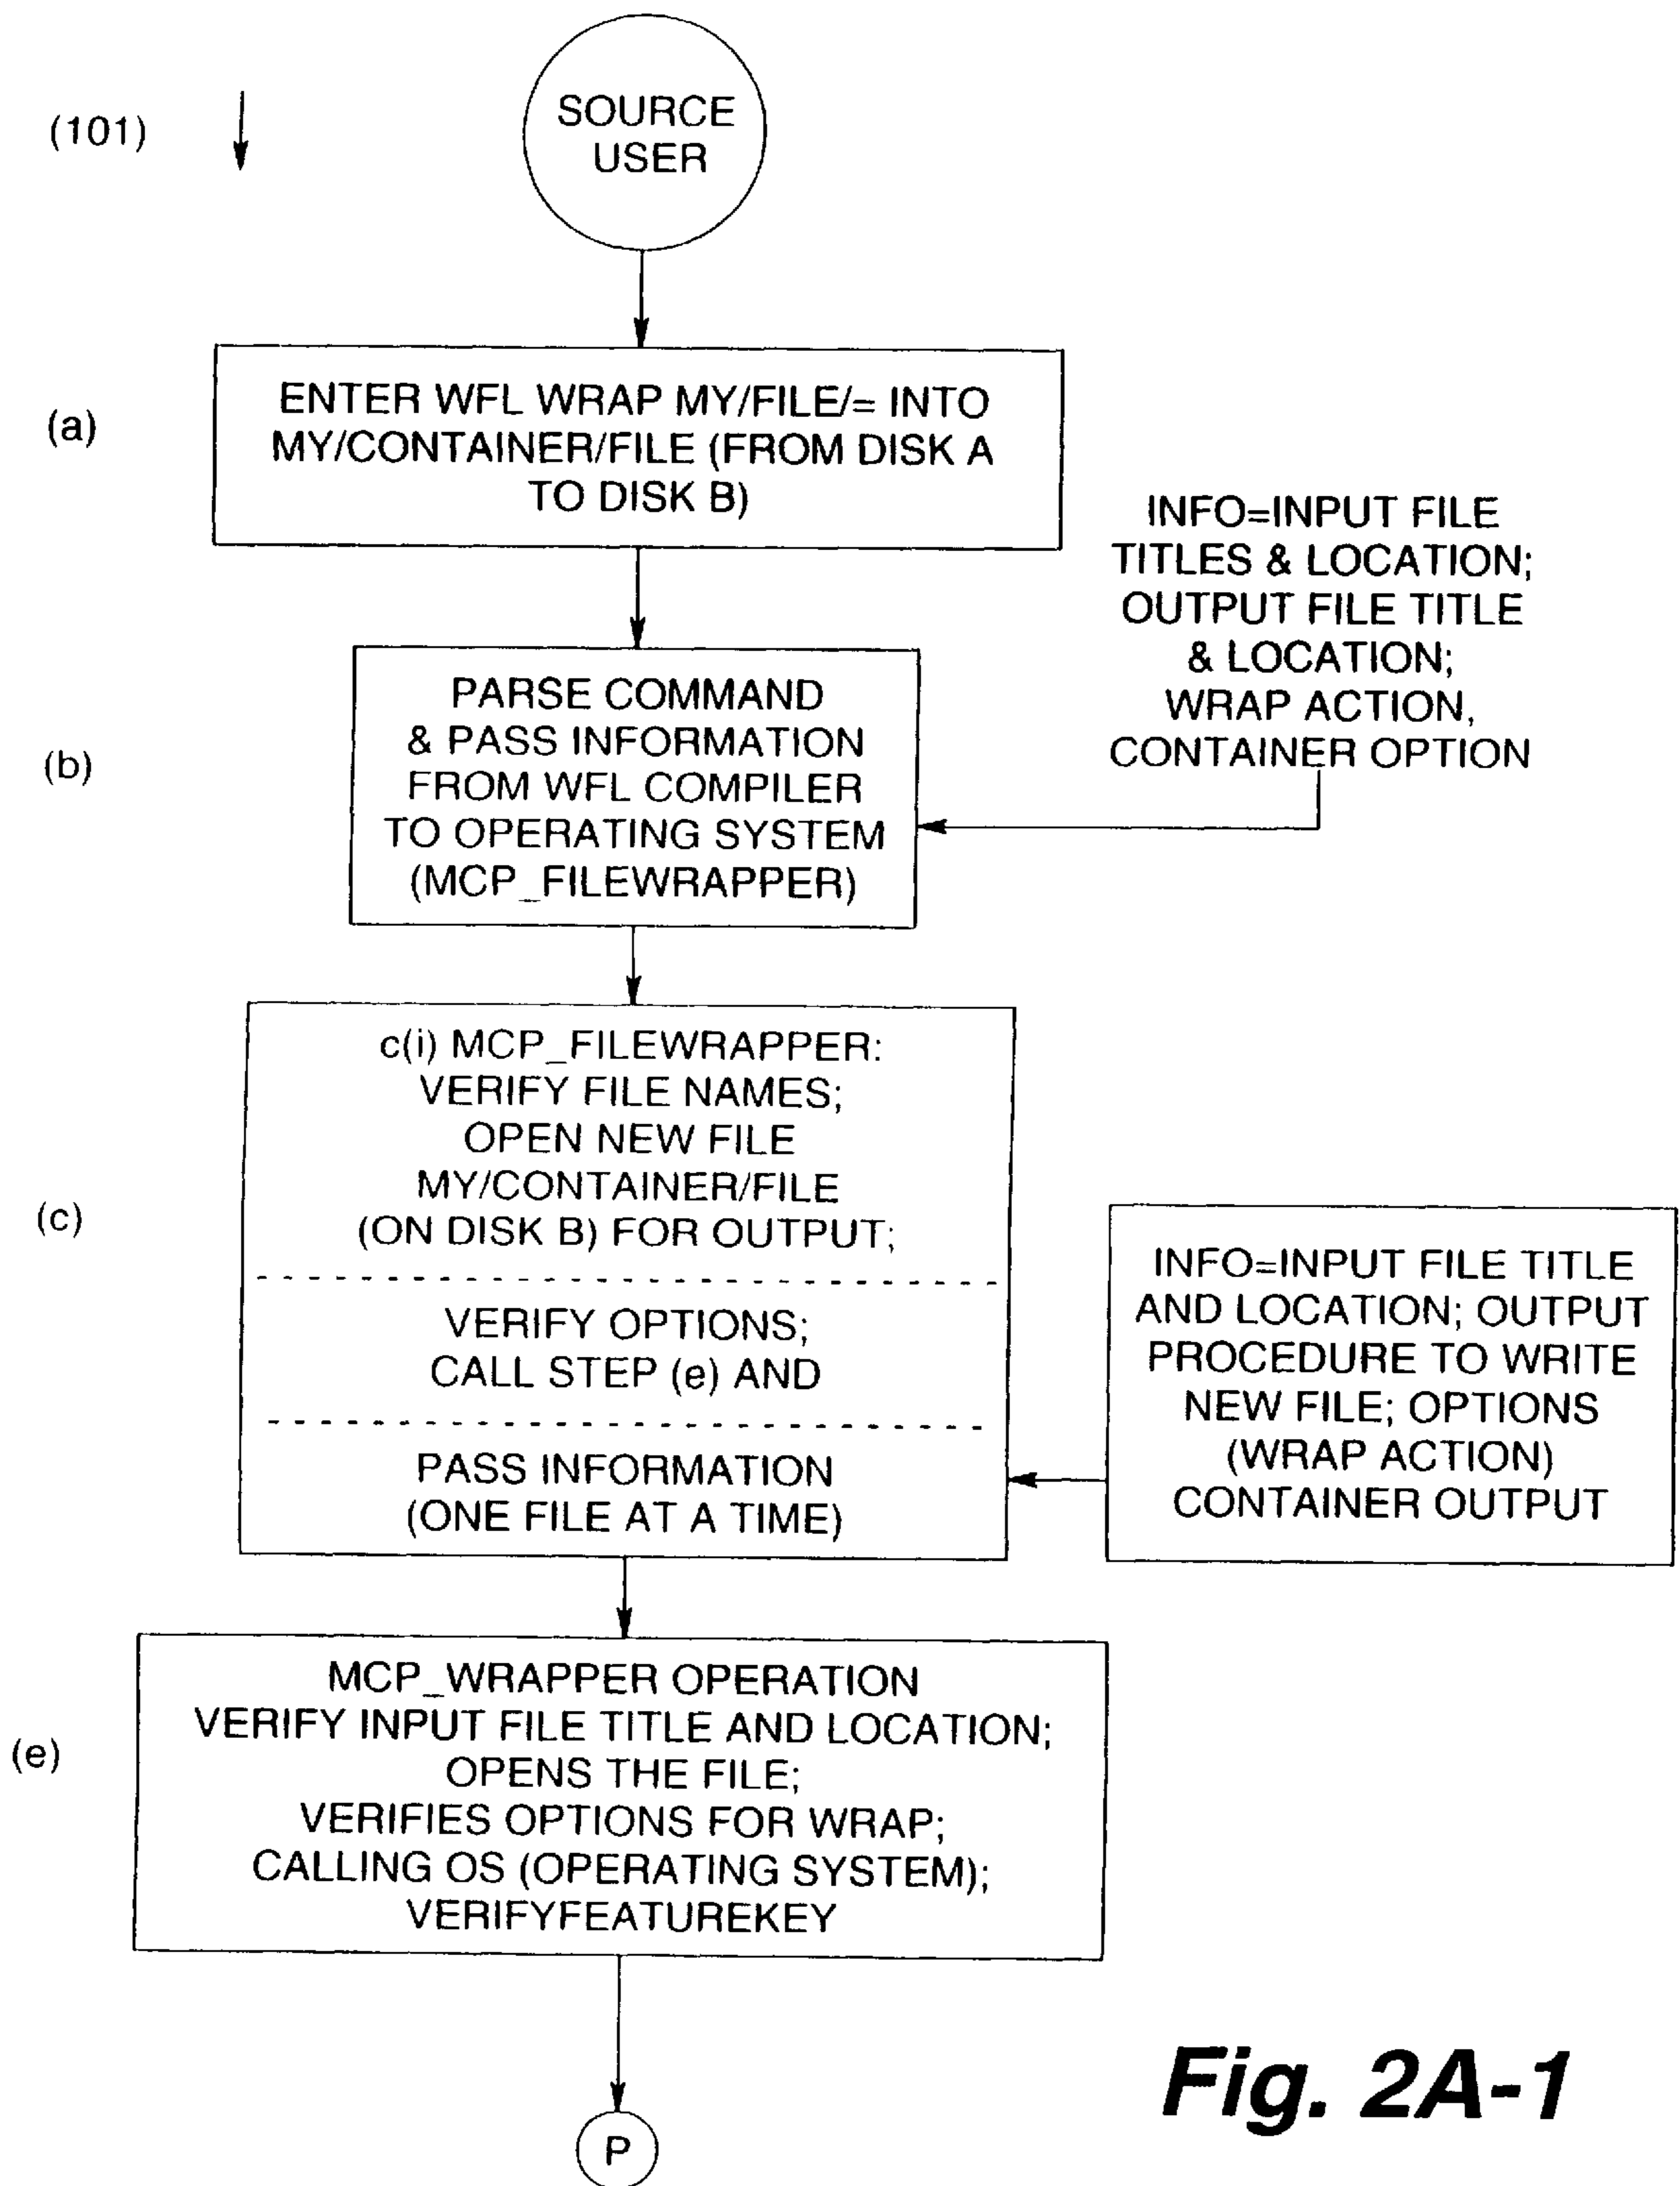 (101)
SOURCE
USER
(a)
ENTER WFL WRAP MY/FILE/= INTO
MY/CONTAINER/FILE (FROM DISK A
TO DISK B)
INFO=INPUT FILE
TITLES & LOCATION;
OUTPUT FILE TITLE
& LOCATION;
WRAP ACTION,
CONTAINER OPTION
(b)
PARSE COMMAND
& PASS INFORMATION
FROM WFL COMPILER
TO OPERATING SYSTEM
(MCP_FILEWRAPPER)
(c)
c(i) MCP_FILEWRAPPER:
VERIFY FILE NAMES;
OPEN NEW FILE
MY/CONTAINER/FILE
(ON DISK B) FOR OUTPUT;
VERIFY OPTIONS;
CALL STEP (e) AND
PASS INFORMATION
(ONE FILE AT A TIME)
INFO=INPUT FILE TITLE
AND LOCATION; OUTPUT
PROCEDURE TO WRITE
NEW FILE; OPTIONS
(WRAP ACTION)
CONTAINER OUTPUT
(e)
MCP_WRAPPER OPERATION
VERIFY INPUT FILE TITLE AND LOCATION;
OPENS THE FILE;
VERIFIES OPTIONS FOR WRAP;
CALLING OS (OPERATING SYSTEM);
VERIFYFEATUREKEY
P
Fig. 2A-1